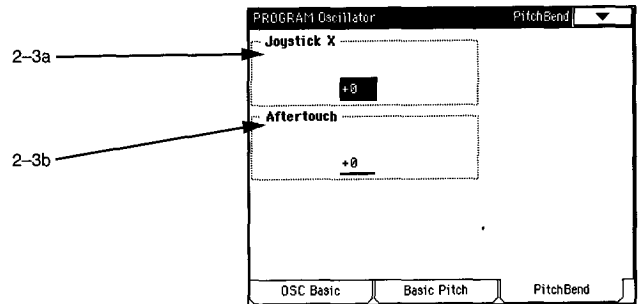 PROGRAM Oscillator PitchBend
Joystick X
2–3a
+0
Aftertouch
2–3b
+0
OSC Basic Basic Pitch PitchBend